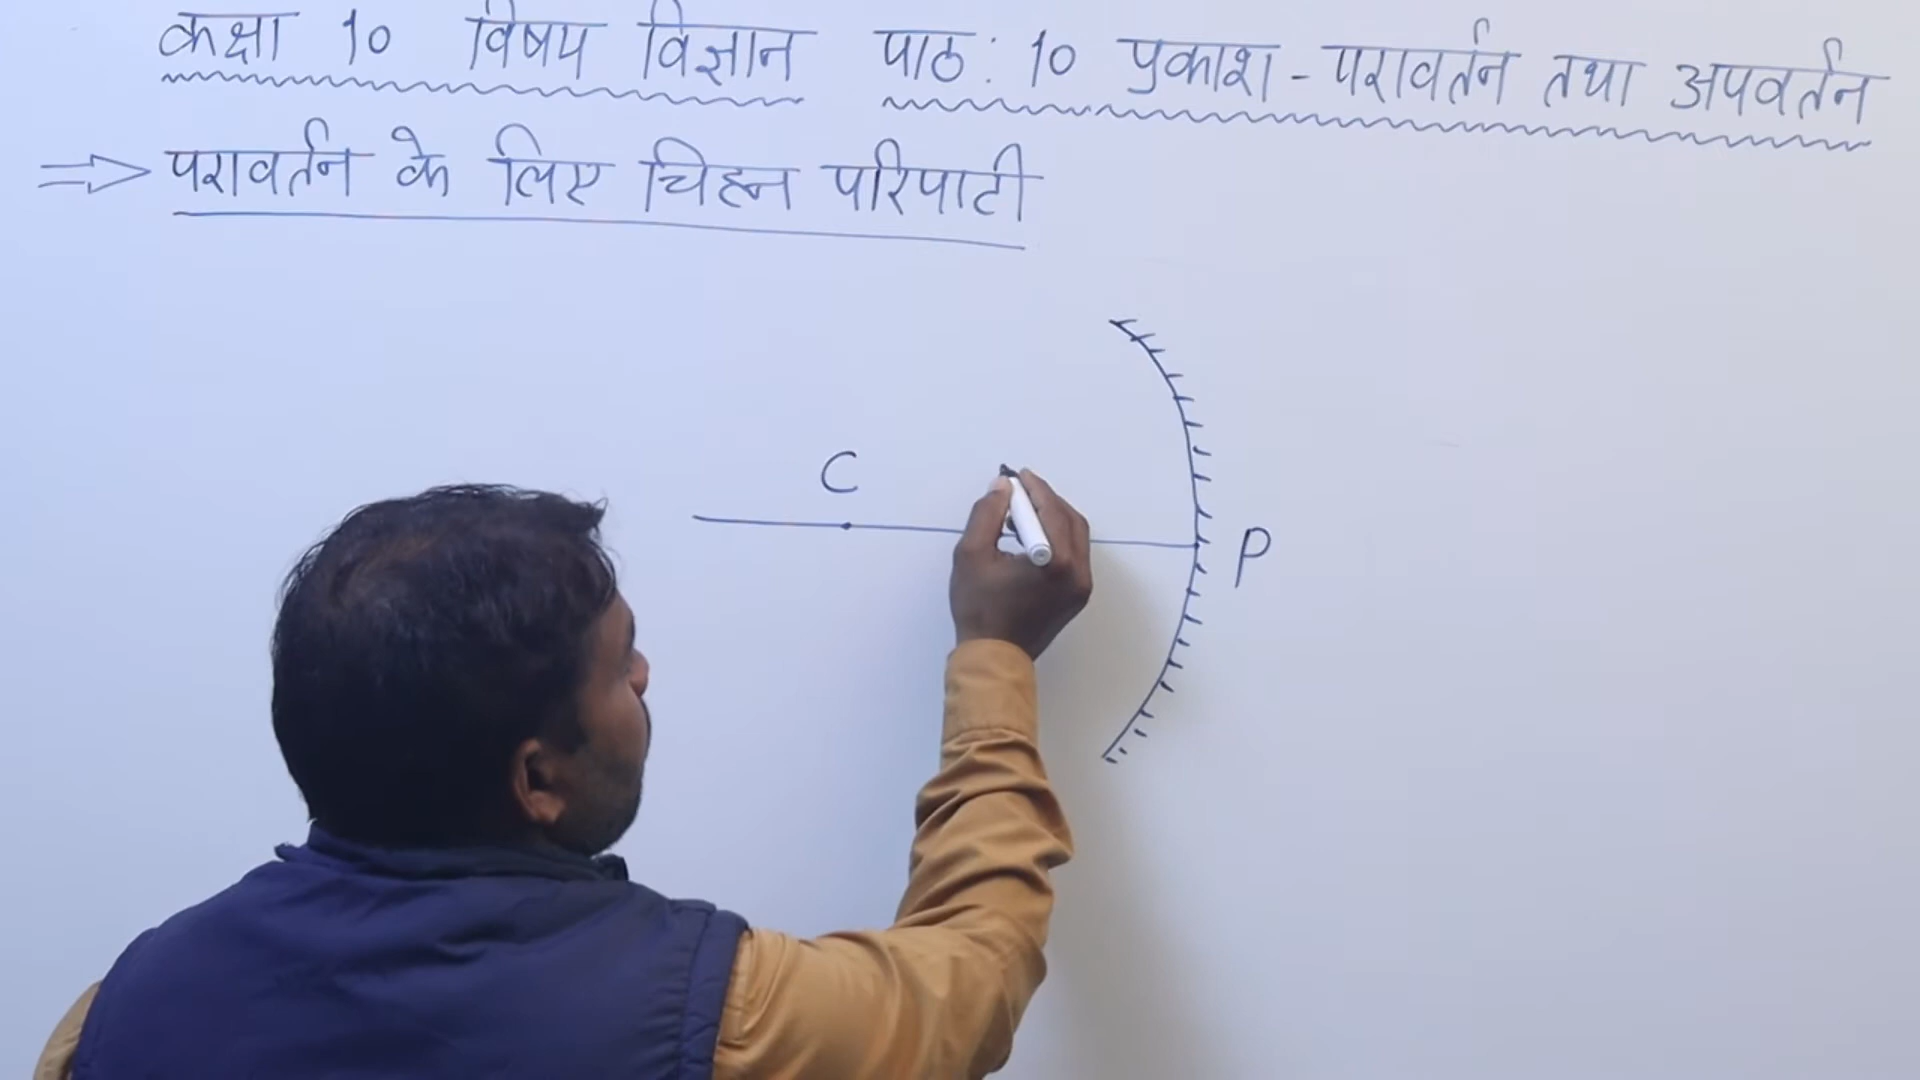 कक्षा 10 विषय विज्ञान पाठ : 10 प्रकाश - परावर्तन तथा अपवर्तन
⇒ परावर्तन के लिए चिह्न परिपाटी
C
P